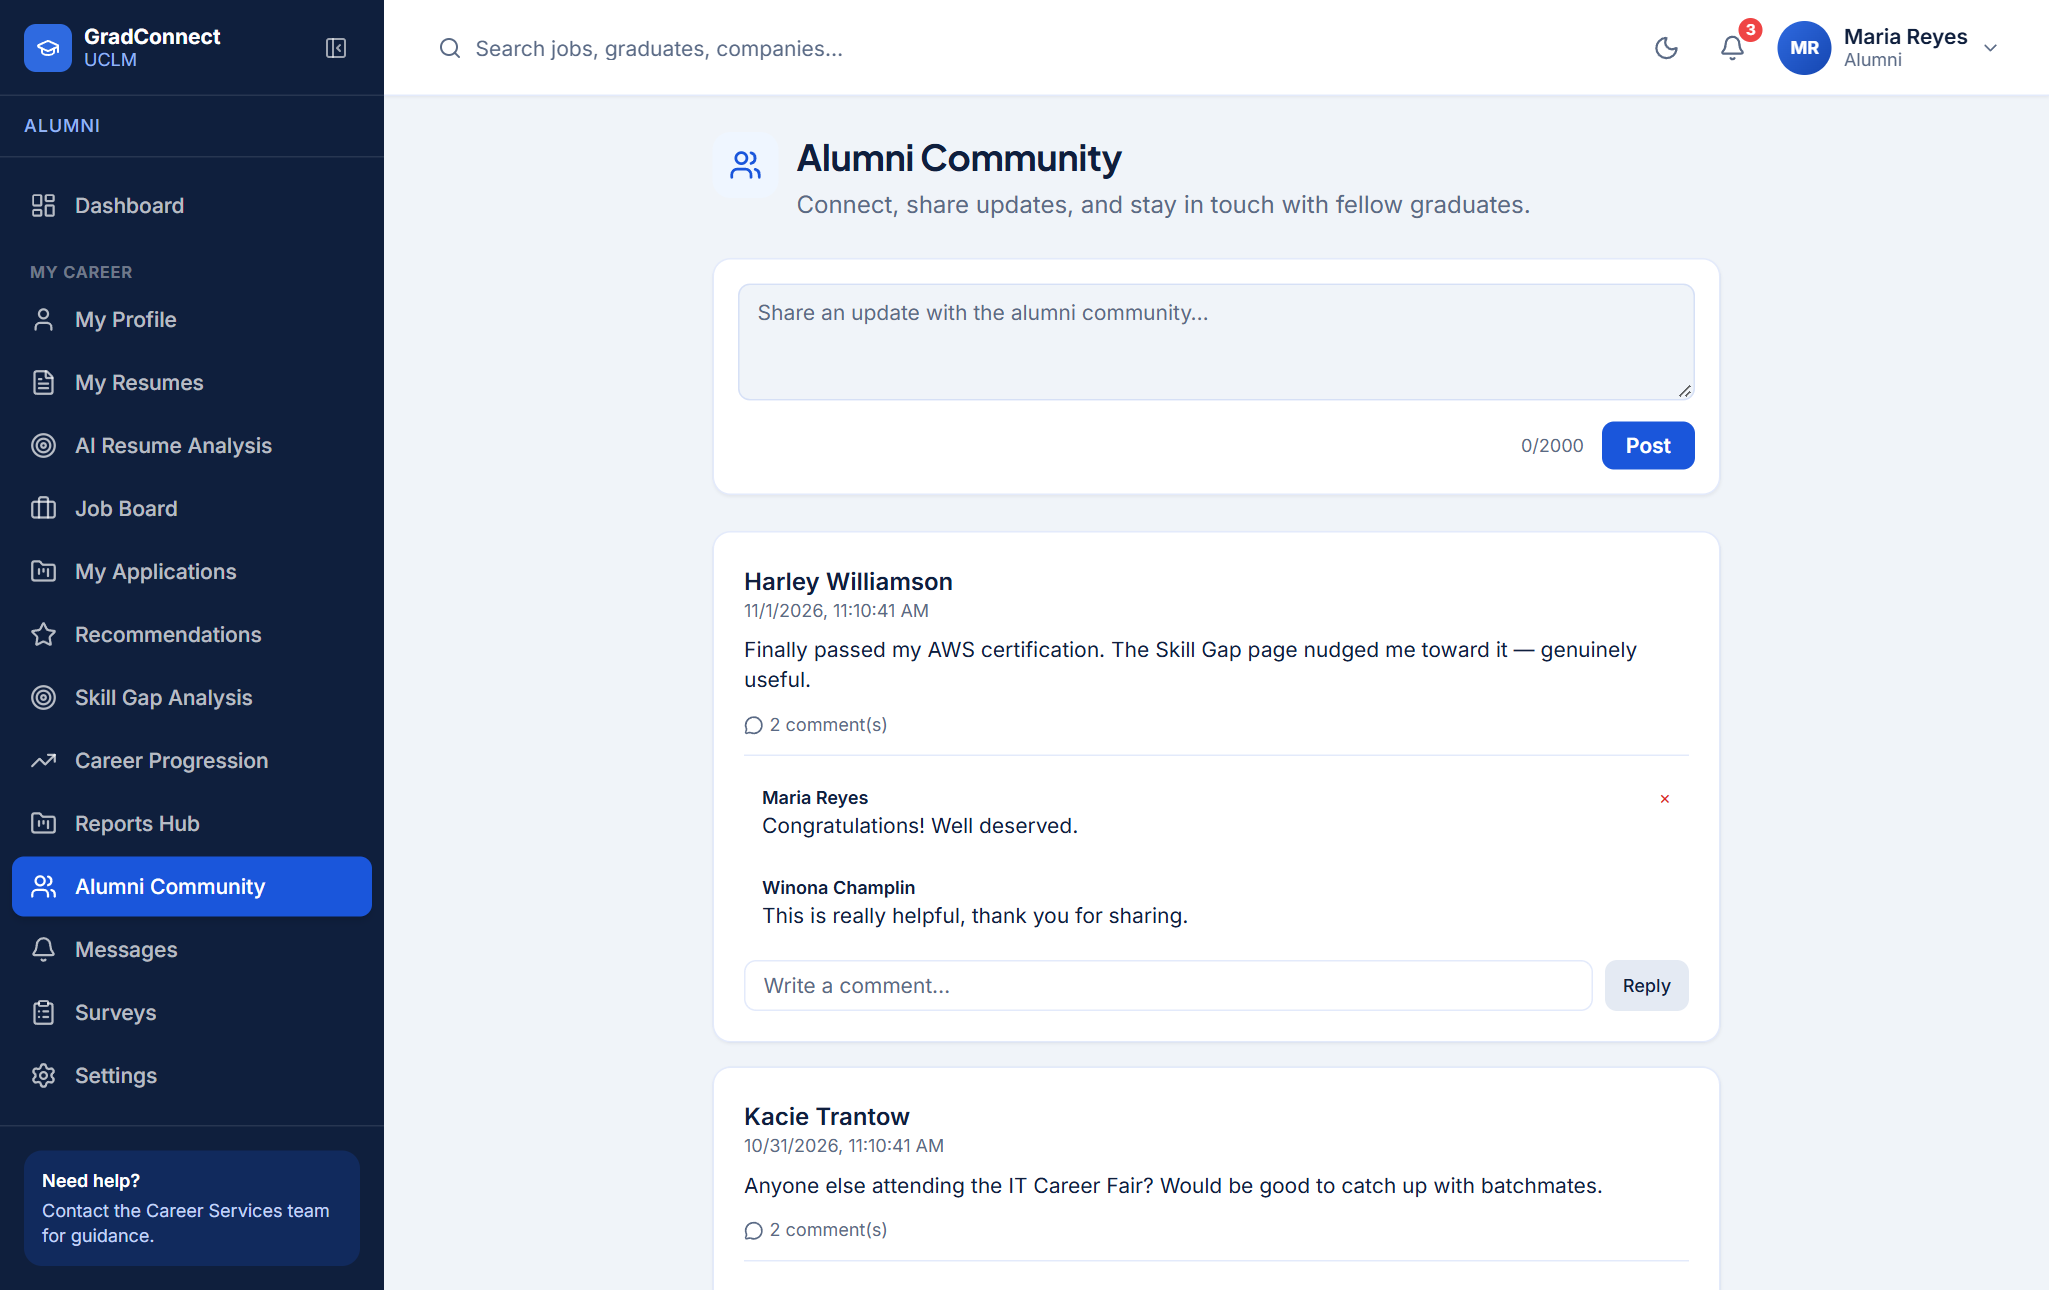 GradConnect
UCLM
ALUMNI
Dashboard
MY CAREER
My Profile
My Resumes
AI Resume Analysis
Job Board
My Applications
Recommendations
Skill Gap Analysis
Career Progression
Reports Hub
Alumni Community
Messages
Surveys
Settings
Need help?
Contact the Career Services team
for guidance.
Search jobs, graduates, companies...
3
MR
Maria Reyes
Alumni
Alumni Community
Connect, share updates, and stay in touch with fellow graduates.
Share an update with the alumni community...
0/2000
Post
Harley Williamson
11/1/2026, 11:10:41 AM
Finally passed my AWS certification. The Skill Gap page nudged me toward it — genuinely
useful.
2 comment(s)
Maria Reyes
×
Congratulations! Well deserved.
Winona Champlin
This is really helpful, thank you for sharing.
Write a comment...
Reply
Kacie Trantow
10/31/2026, 11:10:41 AM
Anyone else attending the IT Career Fair? Would be good to catch up with batchmates.
2 comment(s)